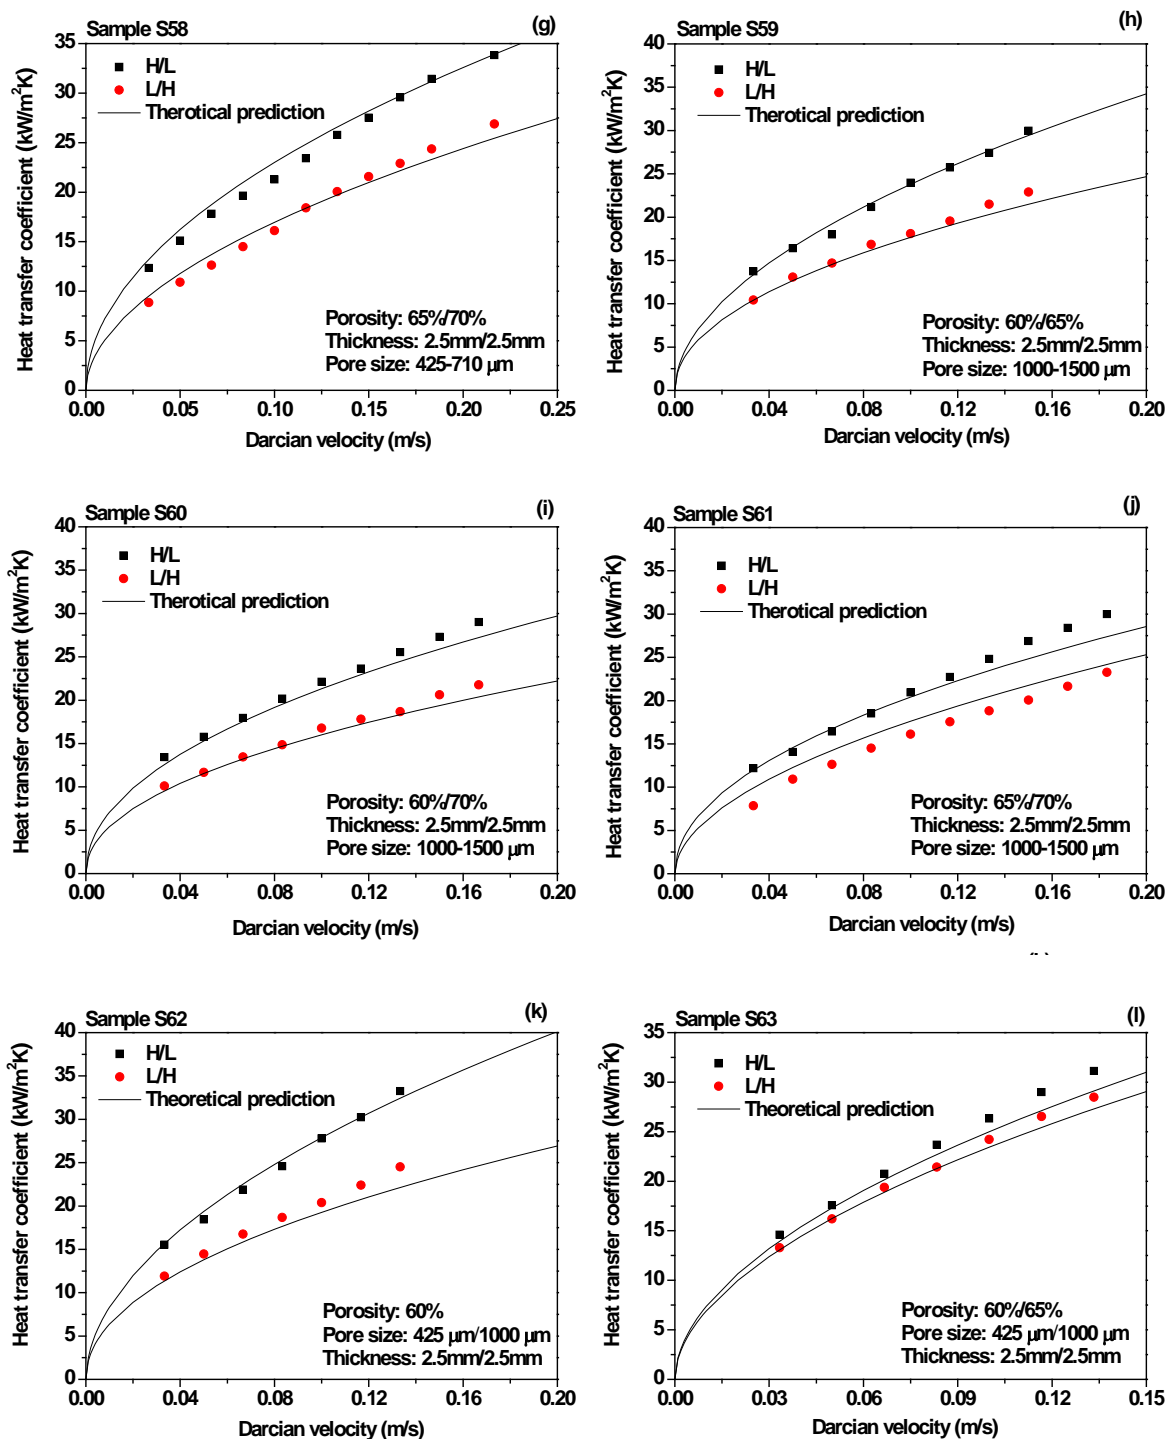 Sample S58
(g)
35
30
25
20
15
10
5
0
Heat transfer coefficient (kW/m²K)
H/L
L/H
Therotical prediction
Porosity: 65%/70%
Thickness: 2.5mm/2.5mm
Pore size: 425-710 μm
0.00 0.05 0.10 0.15 0.20 0.25
Darcian velocity (m/s)
Sample S59
(h)
40
35
30
25
20
15
10
5
0
Heat transfer coefficient (kW/m²K)
H/L
L/H
Therotical prediction
Porosity: 60%/65%
Thickness: 2.5mm/2.5mm
Pore size: 1000-1500 μm
0.00 0.04 0.08 0.12 0.16 0.20
Darcian velocity (m/s)
Sample S60
(i)
40
35
30
25
20
15
10
5
0
Heat transfer coefficient (kW/m²K)
H/L
L/H
Therotical prediction
Porosity: 60%/70%
Thickness: 2.5mm/2.5mm
Pore size: 1000-1500 μm
0.00 0.04 0.08 0.12 0.16 0.20
Darcian velocity (m/s)
Sample S61
(j)
40
35
30
25
20
15
10
5
0
Heat transfer coefficient (kW/m²K)
H/L
L/H
Therotical prediction
Porosity: 65%/70%
Thickness: 2.5mm/2.5mm
Pore size: 1000-1500 μm
0.00 0.04 0.08 0.12 0.16 0.20
Darcian velocity (m/s)
Sample S62
(k)
40
35
30
25
20
15
10
5
0
Heat transfer coefficient (kW/m²K)
H/L
L/H
Theoretical prediction
Porosity: 60%
Pore size: 425 μm/1000 μm
Thickness: 2.5mm/2.5mm
0.00 0.04 0.08 0.12 0.16 0.20
Darcian velocity (m/s)
Sample S63
(l)
35
30
25
20
15
10
5
0
Heat transfer coefficient (kW/m²K)
H/L
L/H
Theoretical prediction
Porosity: 60%/65%
Pore size: 425 μm/1000 μm
Thickness: 2.5mm/2.5mm
0.00 0.03 0.06 0.09 0.12 0.15
Darcian velocity (m/s)